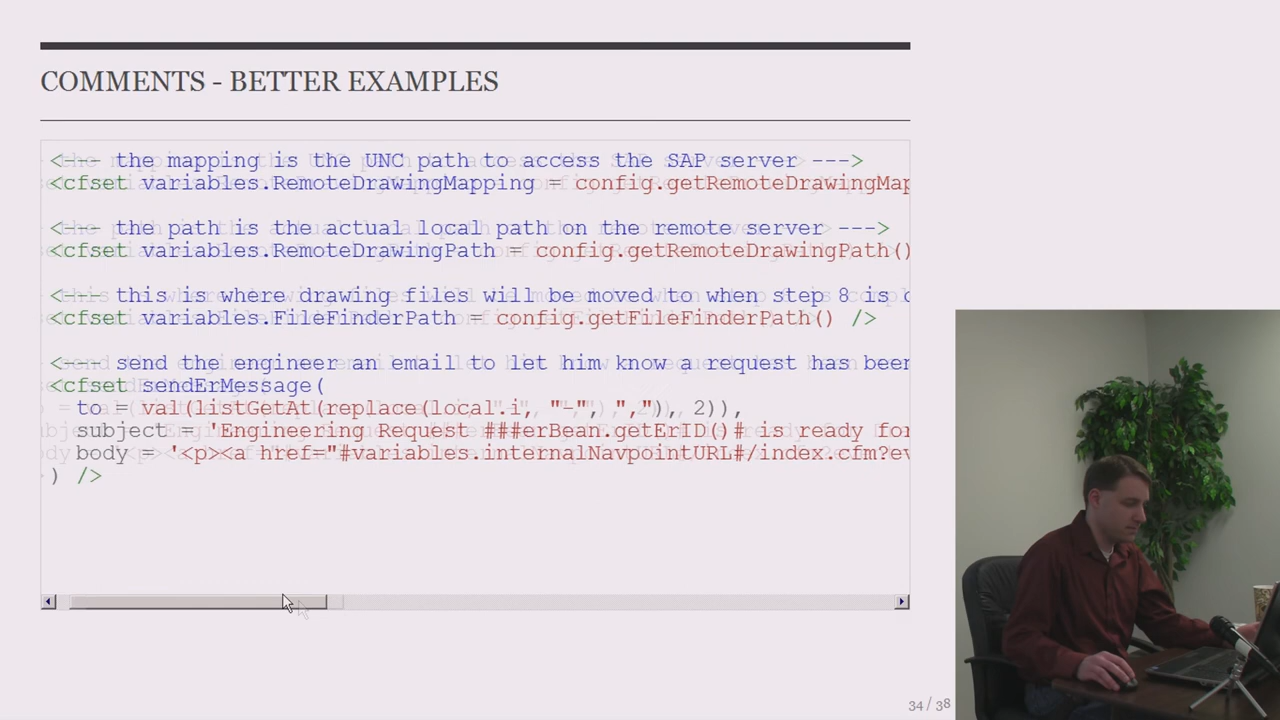 COMMENTS - BETTER EXAMPLES
<!--- the mapping is the UNC path to access the SAP server --->
<cfset variables.RemoteDrawingMapping = config.getRemoteDrawingMap
<!--- the path is the actual local path on the remote server --->
<cfset variables.RemoteDrawingPath = config.getRemoteDrawingPath()
<!--- this is where drawing files will be moved to when step 8 is c
<cfset variables.FileFinderPath = config.getFileFinderPath() />
<!--- send the engineer an email to let him know a request has been
<cfset sendErMessage(
to = val(listGetAt(replace(local.i, "-", ","), 2)),
subject = 'Engineering Request ###erBean.getErID()# is ready for
body = '<p><a href="#variables.internalNavpointURL#/index.cfm?ev
) />
34 / 38